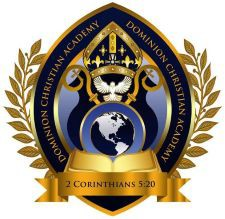 DOMINION CHRISTIAN ACADEMY
DOMINION CHRISTIAN ACADEMY
2 CORINTHIANS 5:20